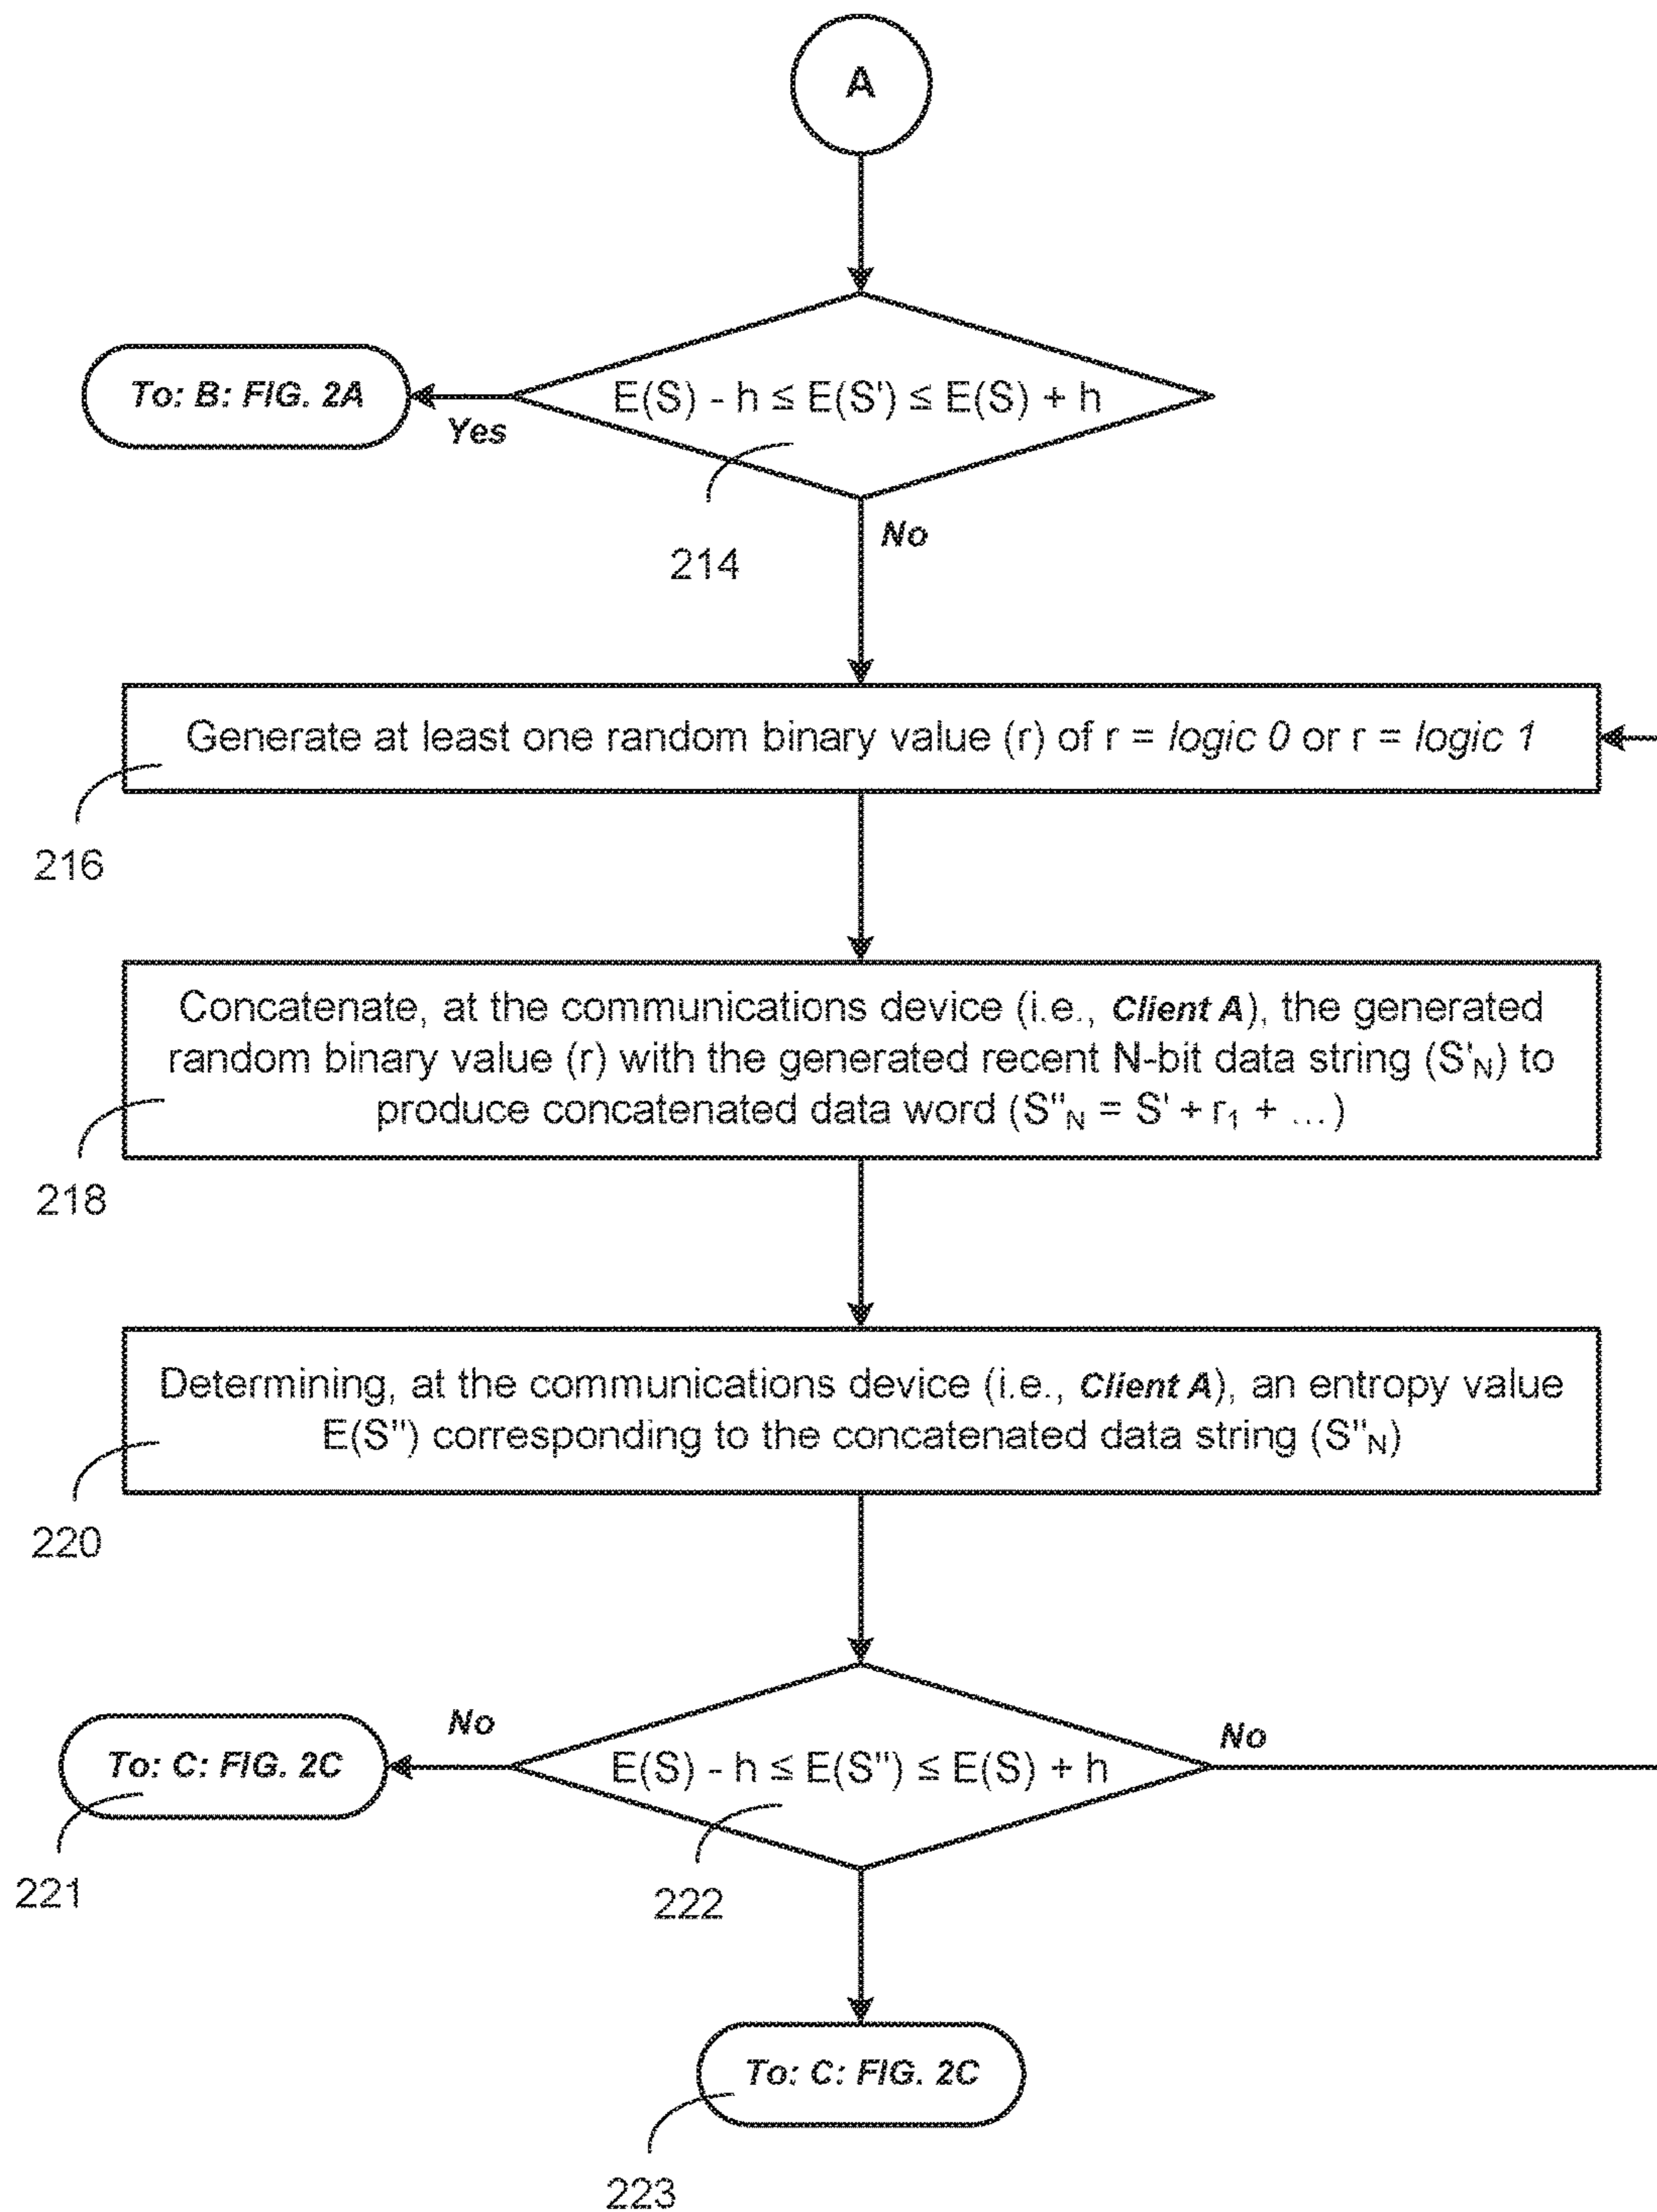 A
E(S) - h ≤ E(S') ≤ E(S) + h
To: B: FIG. 2A
Yes
214
No
Generate at least one random binary value (r) of r = logic 0 or r = logic 1
216
Concatenate, at the communications device (i.e., Client A), the generated
random binary value (r) with the generated recent N-bit data string (S'N) to
produce concatenated data word (S"N = S' + r1 + ...)
218
Determining, at the communications device (i.e., Client A), an entropy value
E(S") corresponding to the concatenated data string (S"N)
220
No
No
To: C: FIG. 2C
E(S) - h ≤ E(S") ≤ E(S) + h
221
222
To: C: FIG. 2C
223